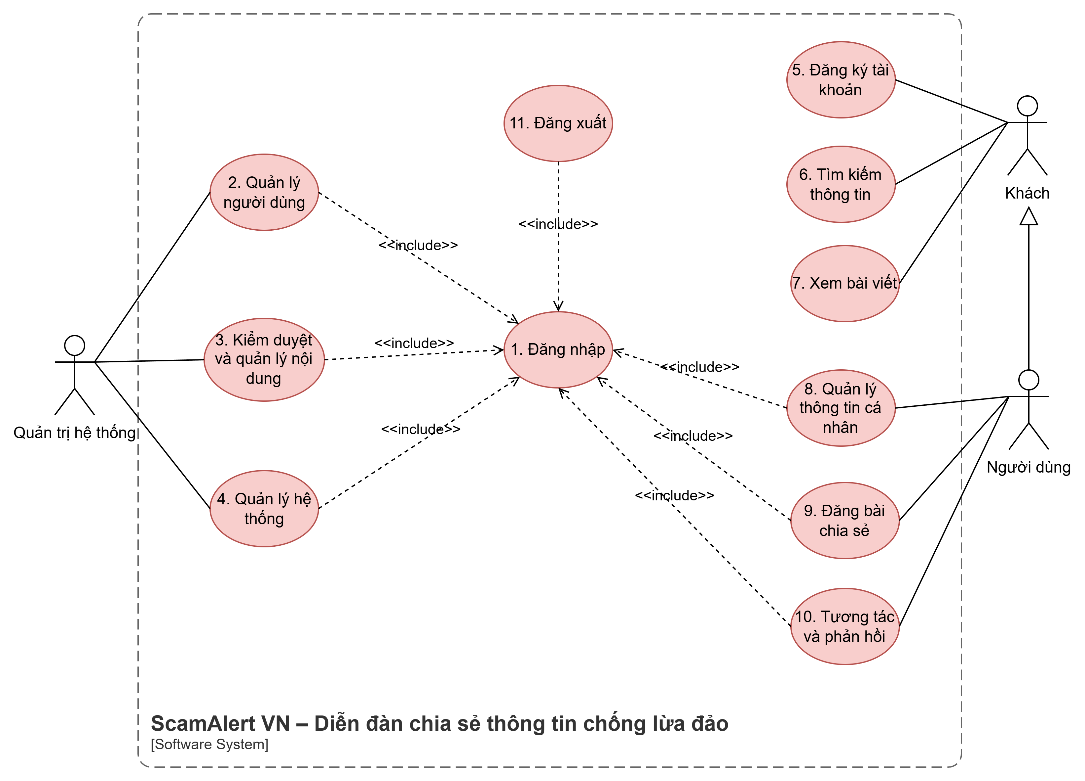 5. Đăng ký tài
khoản
11. Đăng xuất
6. Tìm kiếm
thông tin
Khách
2. Quản lý
người dùng
<<include>>
<<include>>
7. Xem bài viết
3. Kiểm duyệt
và quản lý nội
dung
<<include>>
1. Đăng nhập
<<include>>
8. Quản lý
thông tin cá
nhân
Quản trị hệ thống
<<include>>
<<include>>
Người dùng
4. Quản lý hệ
thống
<<include>>
9. Đăng bài
chia sẻ
10. Tương tác
và phản hồi
ScamAlert VN – Diễn đàn chia sẻ thông tin chống lừa đảo
[Software System]